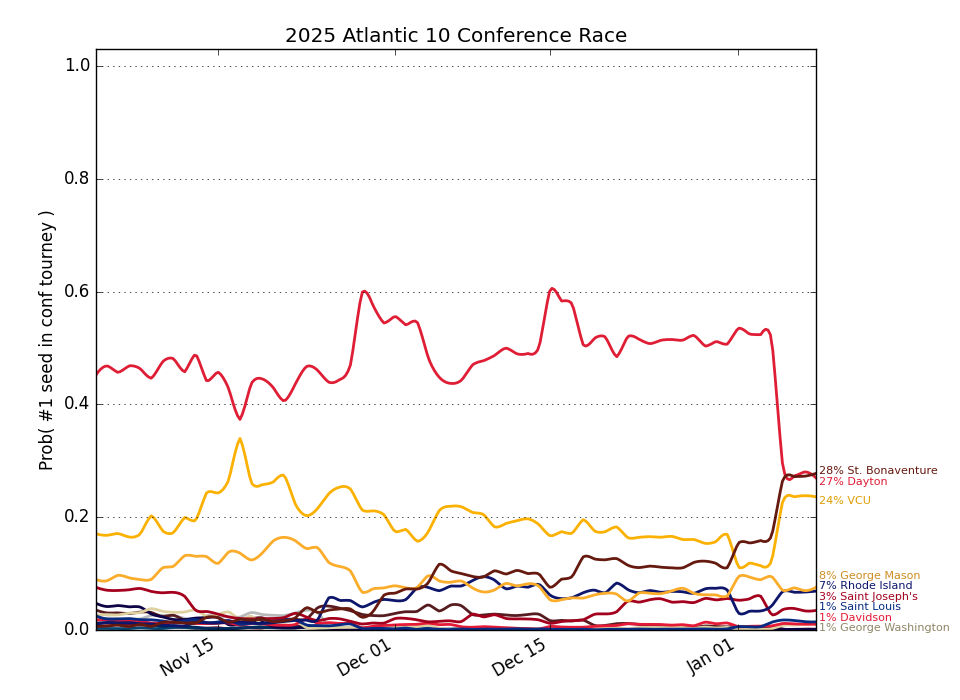 2025 Atlantic 10 Conference Race
Prob( #1 seed in conf tourney )
1.0
0.8
0.6
0.4
0.2
0.0
Nov 15
Dec 01
Dec 15
Jan 01
28% St. Bonaventure
27% Dayton
24% VCU
8% George Mason
7% Rhode Island
3% Saint Joseph's
1% Saint Louis
1% Davidson
1% George Washington